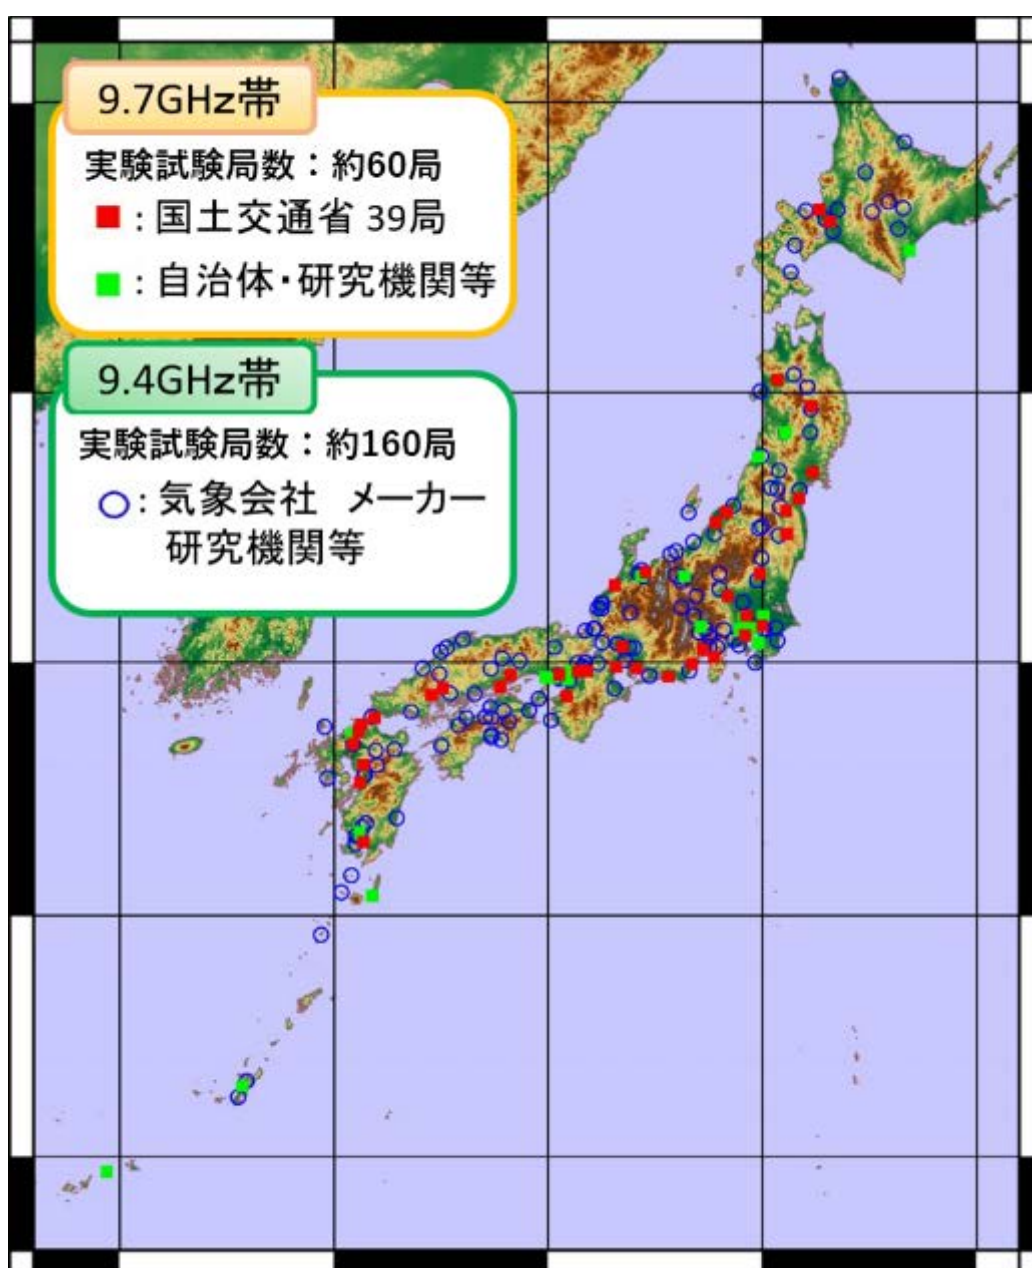 9.7GHz帯
実験試験局数：約60局
：国土交通省 39局
：自治体・研究機関等
9.4GHz帯
実験試験局数：約160局
：気象会社　メーカー
研究機関等